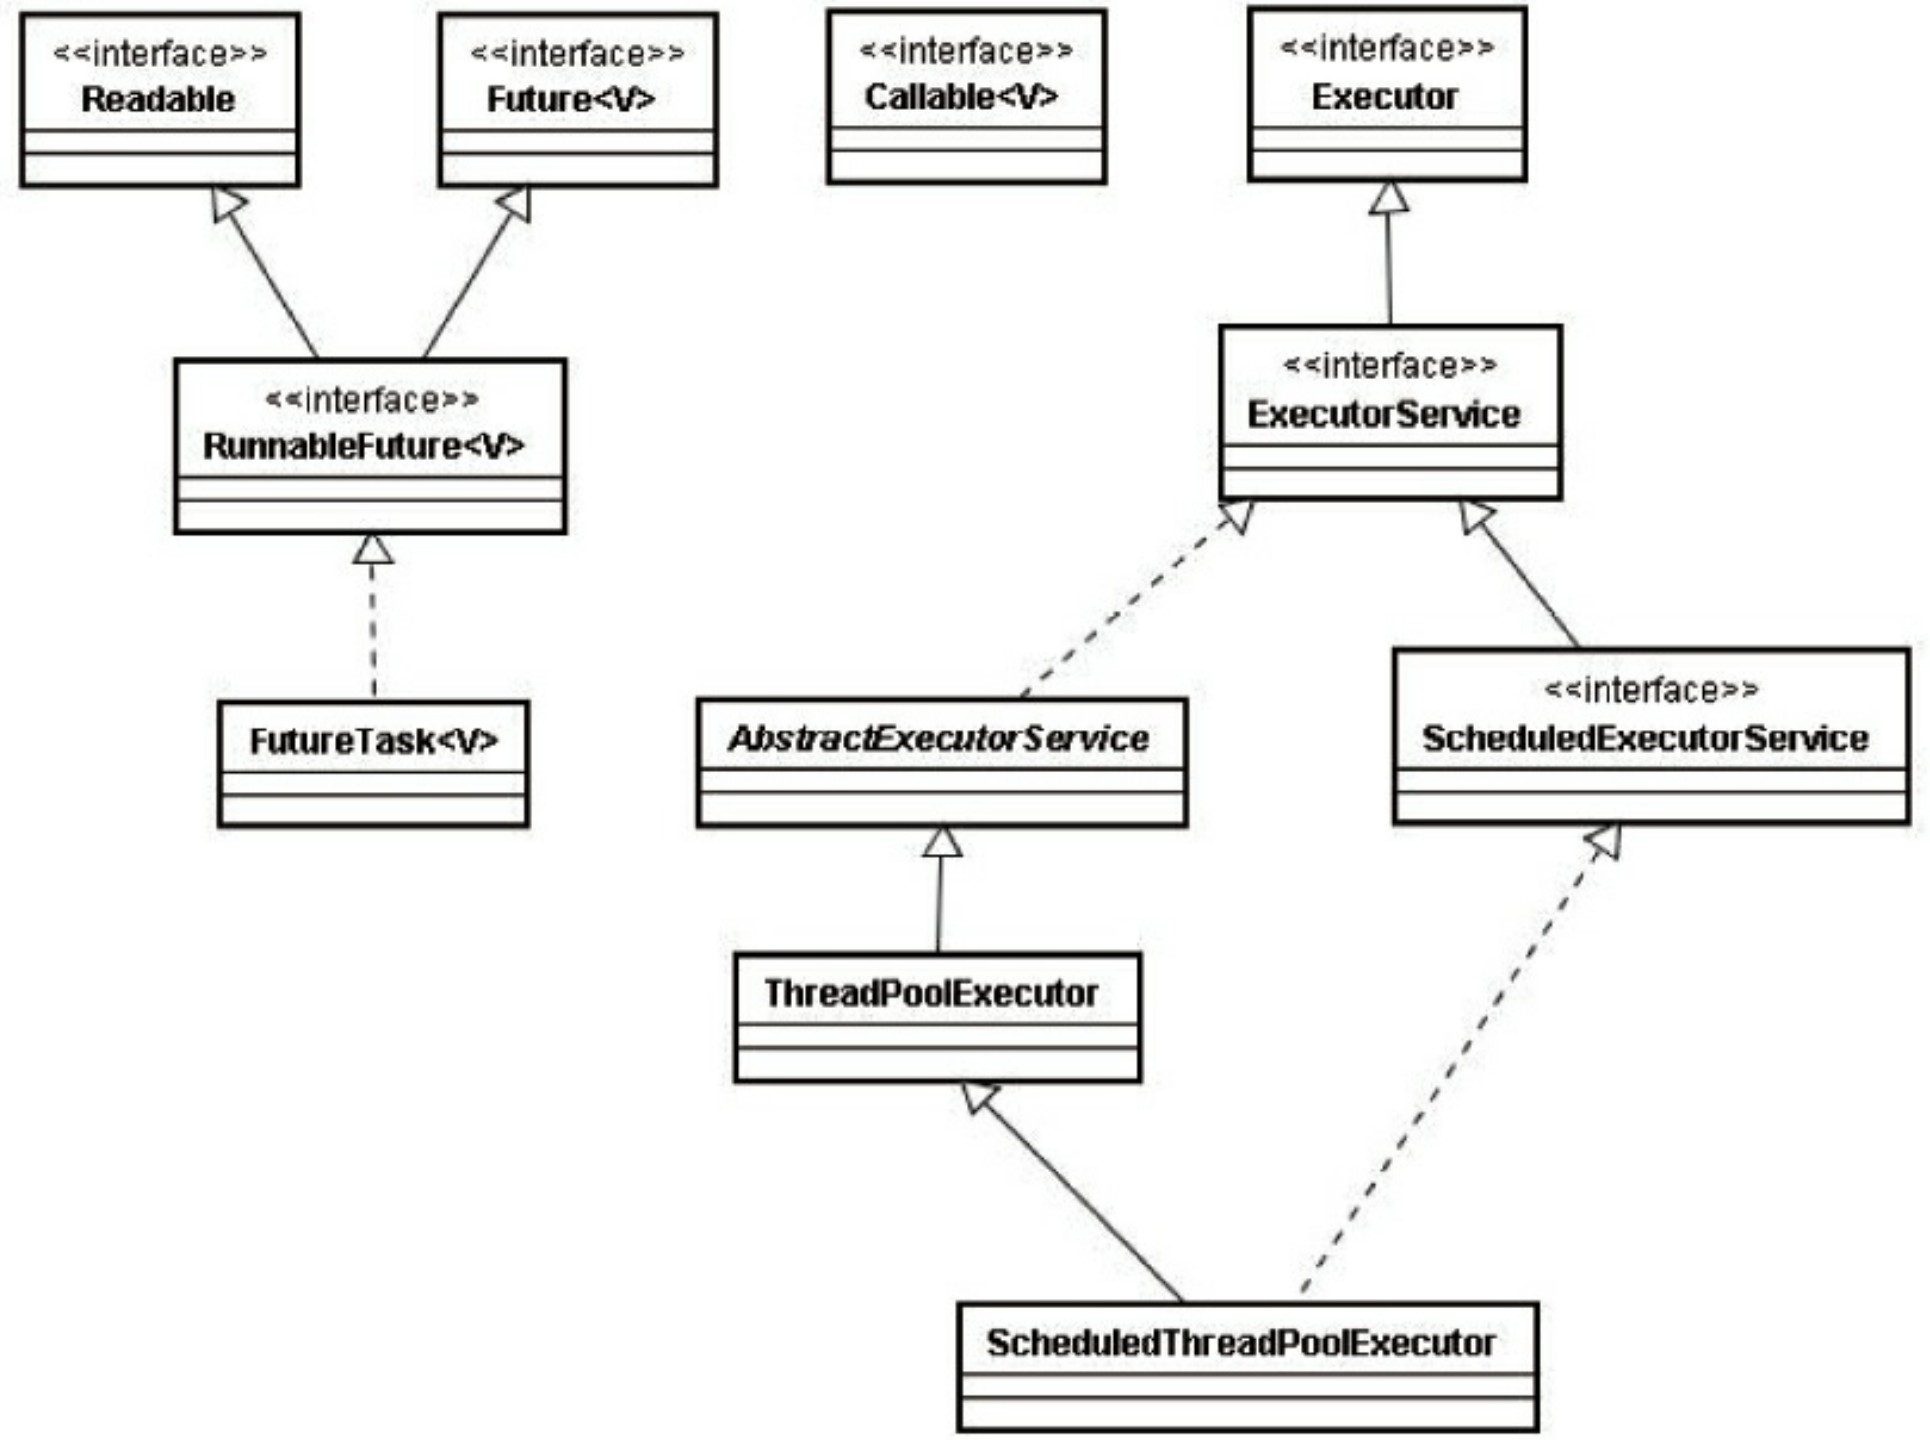 <<interface>>
Readable
<<interface>>
Future<V>
<<interface>>
Callable<V>
<<interface>>
Executor
<<interface>>
RunnableFuture<V>
<<interface>>
ExecutorService
FutureTask<V>
AbstractExecutorService
<<interface>>
ScheduledExecutorService
ThreadPoolExecutor
ScheduledThreadPoolExecutor